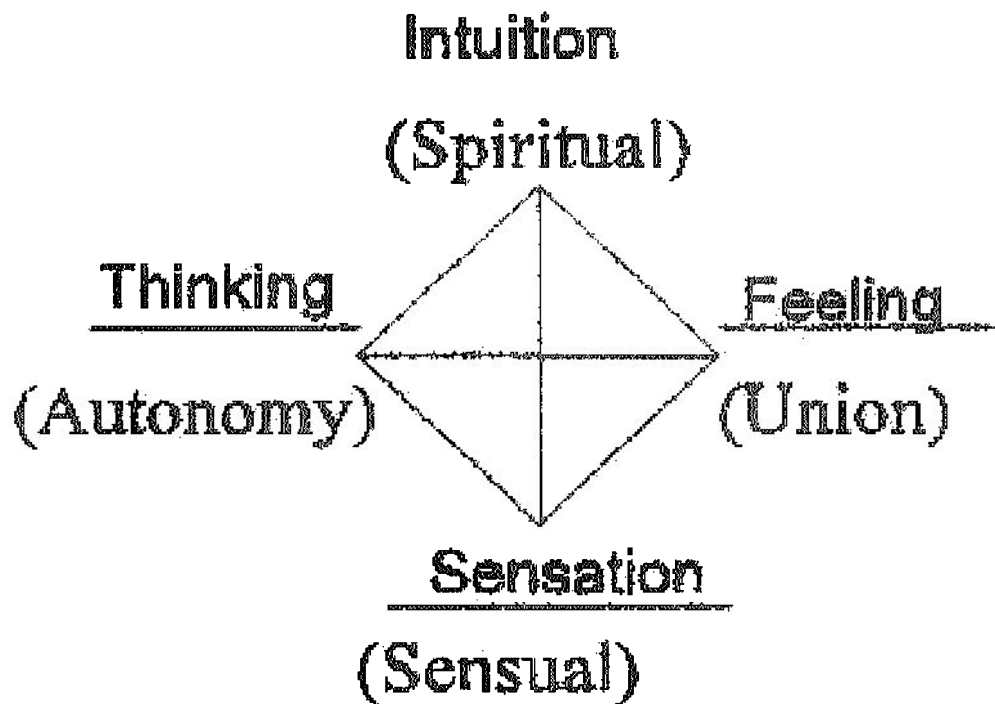 Intuition
(Spiritual)
Thinking
Feeling
(Autonomy)
(Union)
Sensation
(Sensual)